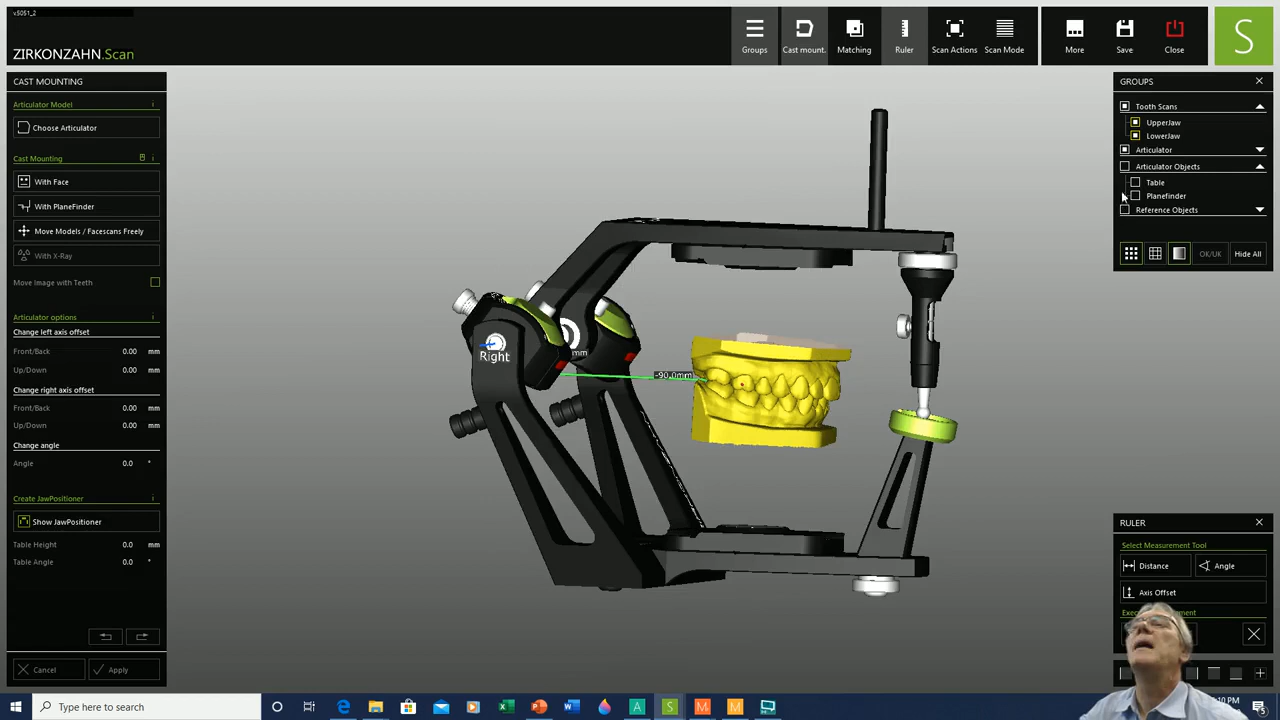 v5051_2
ZIRKONZAHN.Scan
Groups
Cast mount.
Matching
Ruler
Scan Actions
Scan Mode
More
Save
Close
S
CAST MOUNTING
Articulator Model
i
Choose Articulator
Cast Mounting
i
With Face
With PlaneFinder
Move Models / Facescans Freely
With X-Ray
Move Image with Teeth
Articulator options
i
Change left axis offset
Front/Back 0.00 mm
Up/Down 0.00 mm
Change right axis offset
Front/Back 0.00 mm
Up/Down 0.00 mm
Change angle
Angle 0.0 °
Create JawPositioner
i
Show JawPositioner
Table Height 0.0 mm
Table Angle 0.0 °
Cancel
Apply
Right
mm
-90.0mm
GROUPS
Tooth Scans
UpperJaw
LowerJaw
Articulator
Articulator Objects
Table
Planefinder
Reference Objects
OK/UK
Hide All
RULER
Select Measurement Tool
Distance
Angle
Axis Offset
Type here to search